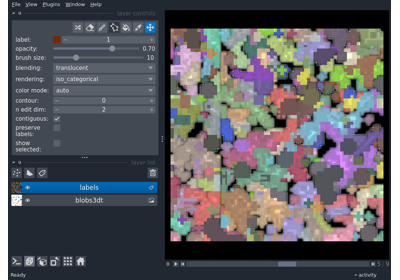 File View Plugins Window Help
layer controls
label: 1
opacity: 0.70
brush size: 10
blending: translucent
rendering: iso_categorical
color mode: auto
contour: 0
n edit dim: 2
contiguous:
preserve
labels:
show
selected:
layer list
labels
blobs3dt
Ready
activity